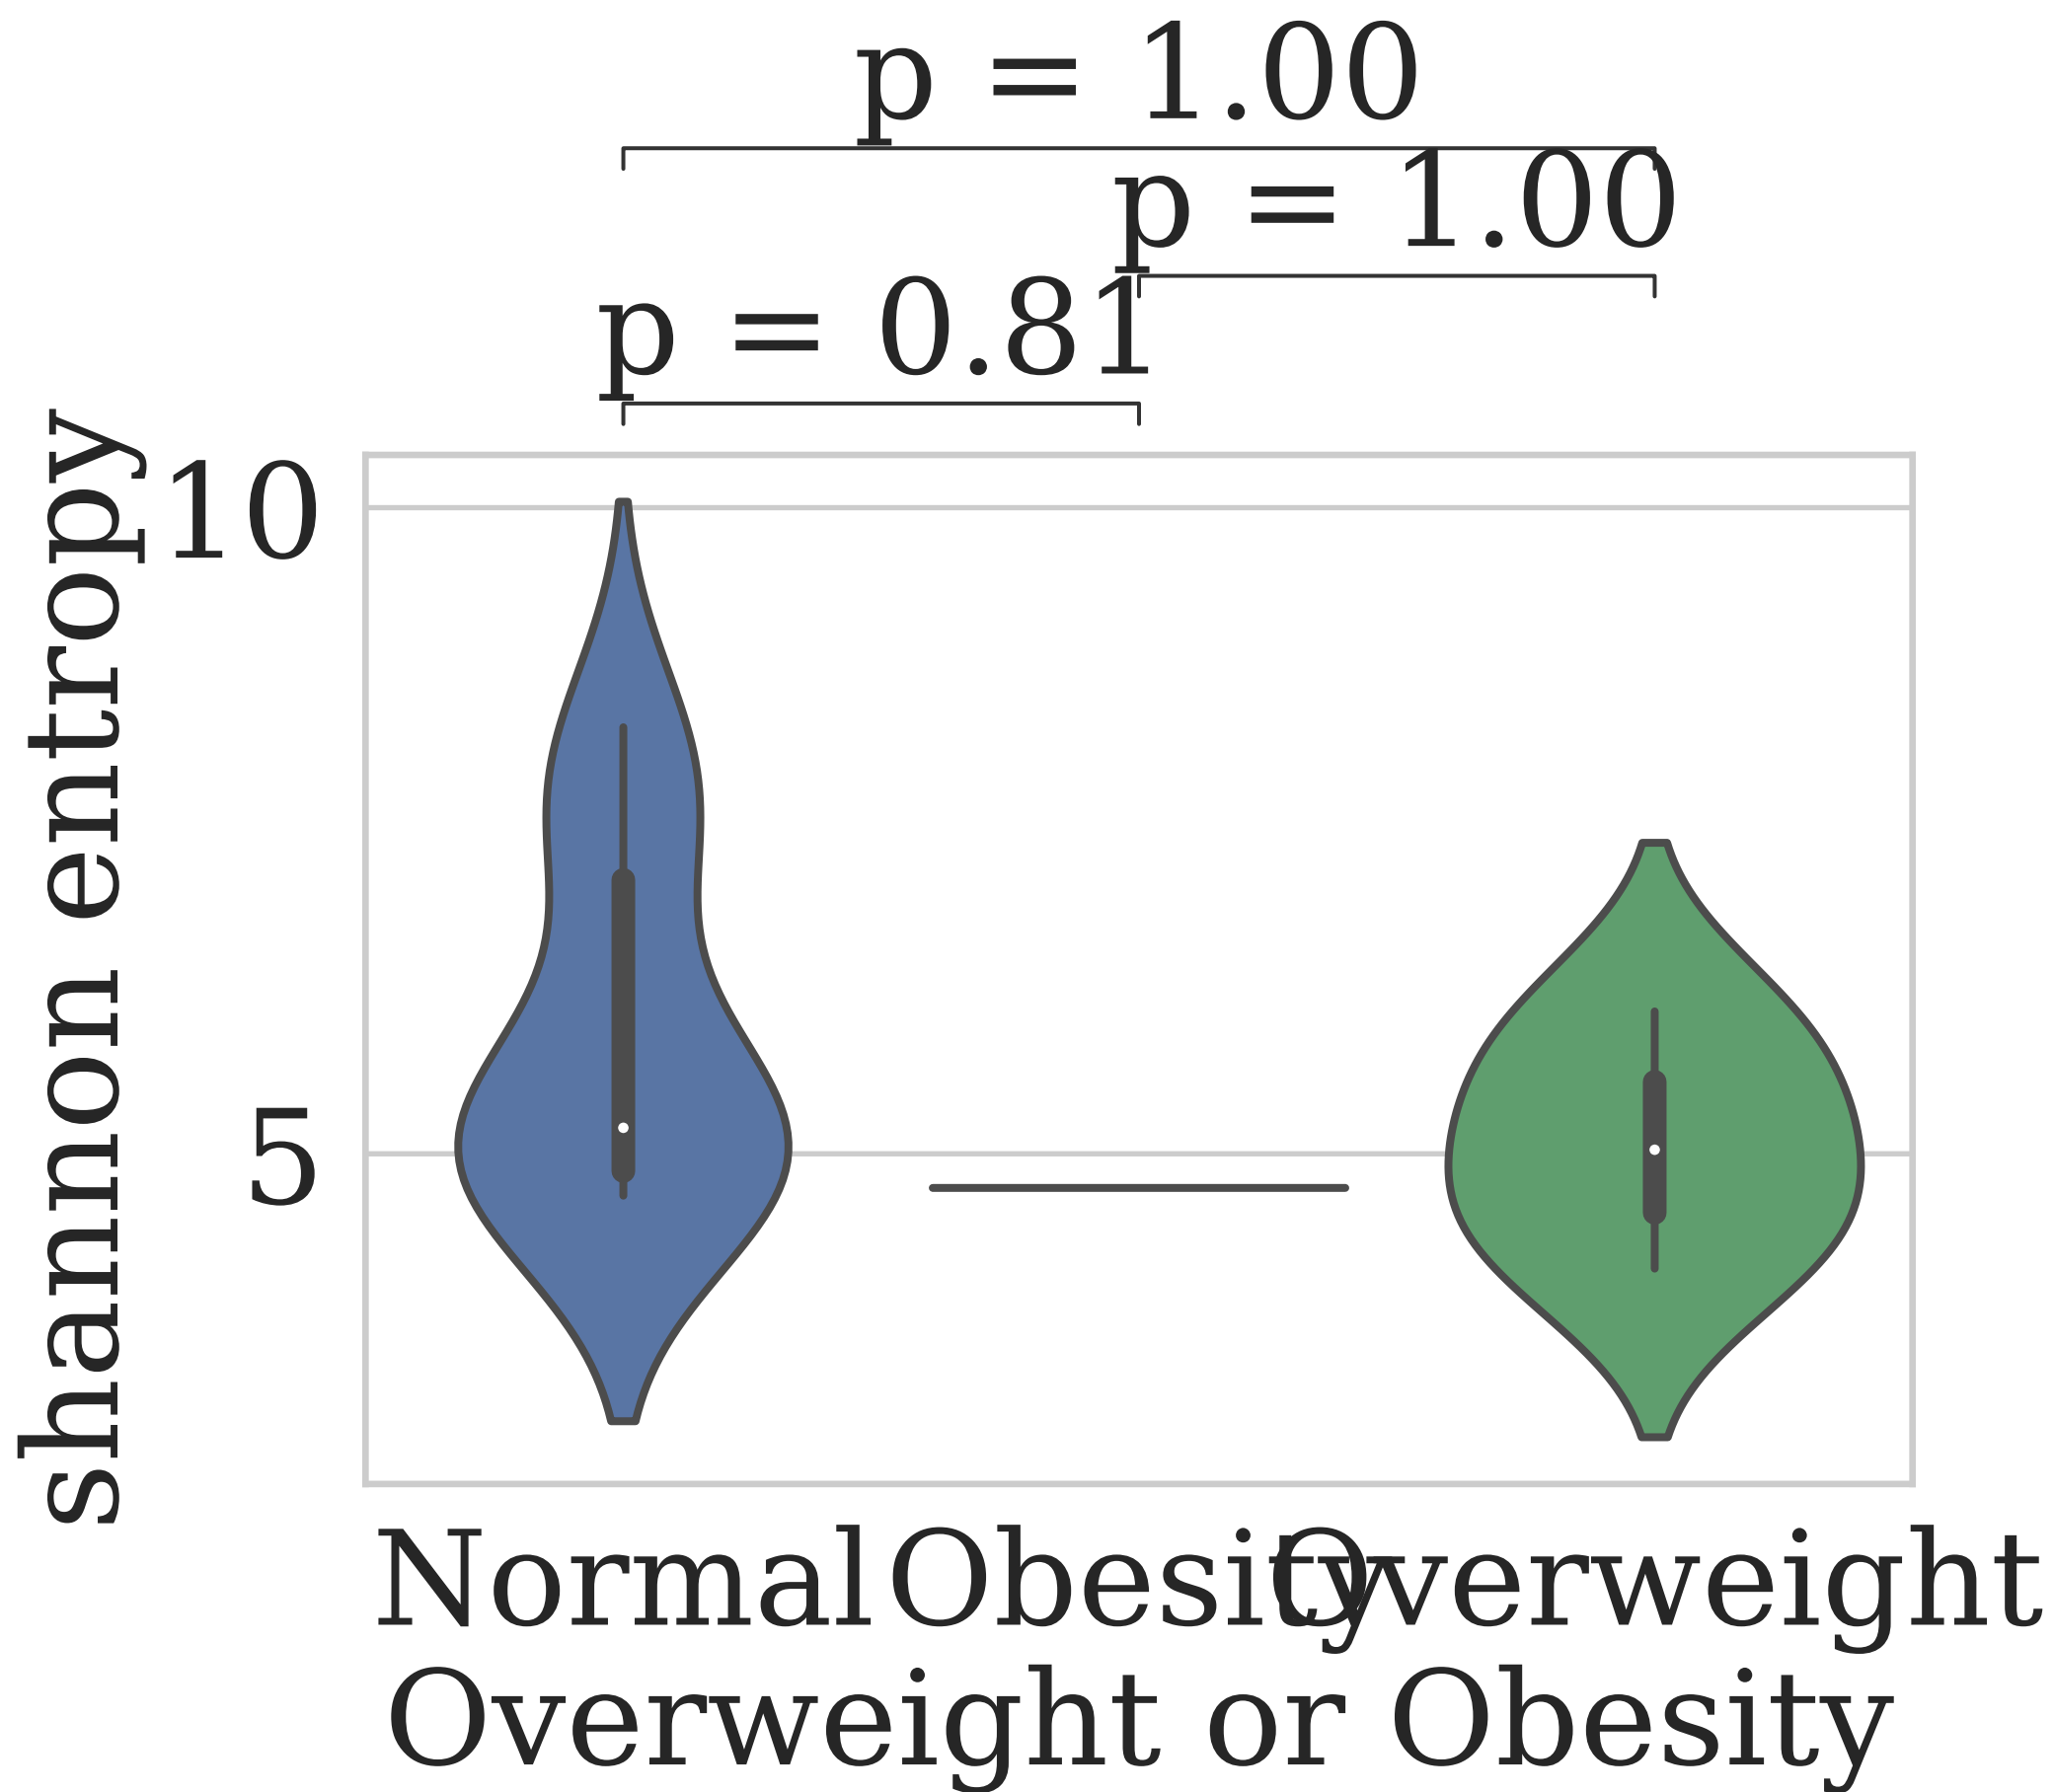 p = 1.00
p = 1.00
p = 0.81
shannon entropy
10
5
Normal
Obesity
Overweight
Overweight or Obesity